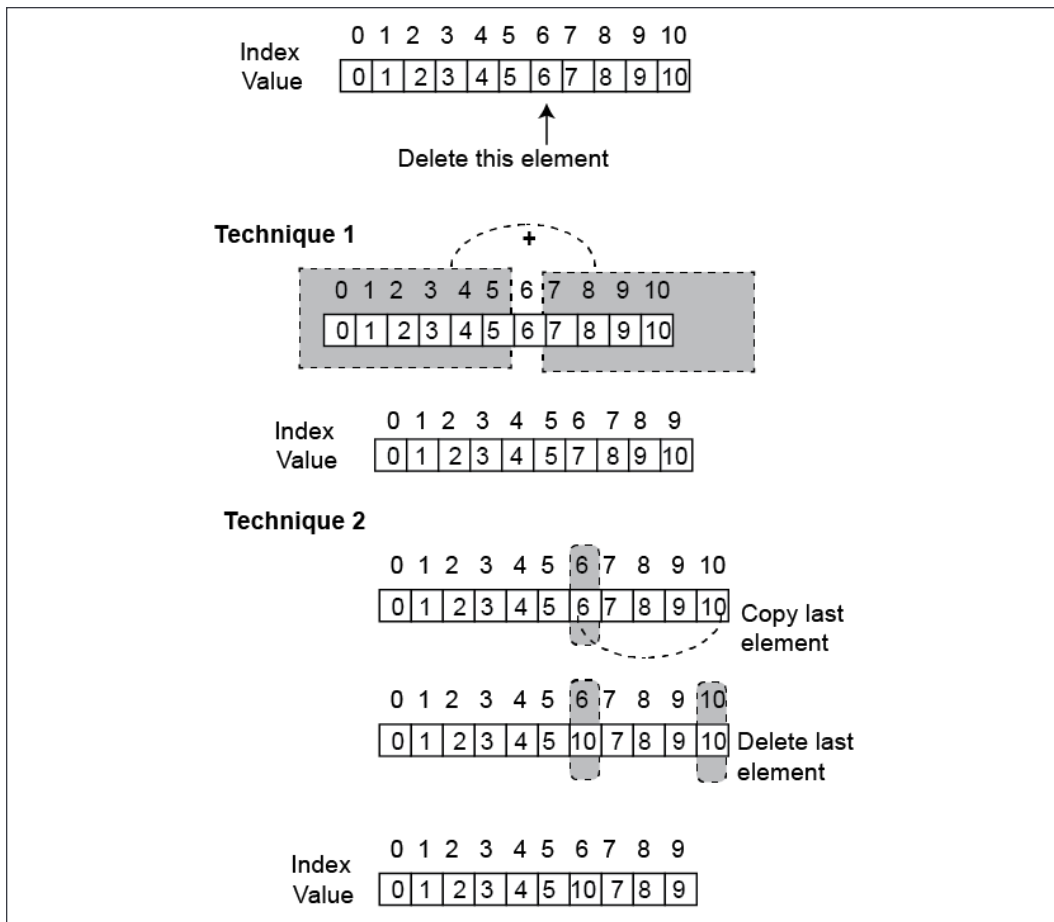 0 1 2 3 4 5 6 7 8 9 10
Index
Value
0 1 2 3 4 5 6 7 8 9 10
Delete this element
Technique 1
+
0 1 2 3 4 5 6 7 8 9 10
0 1 2 3 4 5 6 7 8 9 10
0 1 2 3 4 5 6 7 8 9
Index
Value
0 1 2 3 4 5 7 8 9 10
Technique 2
0 1 2 3 4 5 6 7 8 9 10
0 1 2 3 4 5 6 7 8 9 10
Copy last
element
0 1 2 3 4 5 6 7 8 9 10
0 1 2 3 4 5 10 7 8 9 10
Delete last
element
0 1 2 3 4 5 6 7 8 9
Index
Value
0 1 2 3 4 5 10 7 8 9